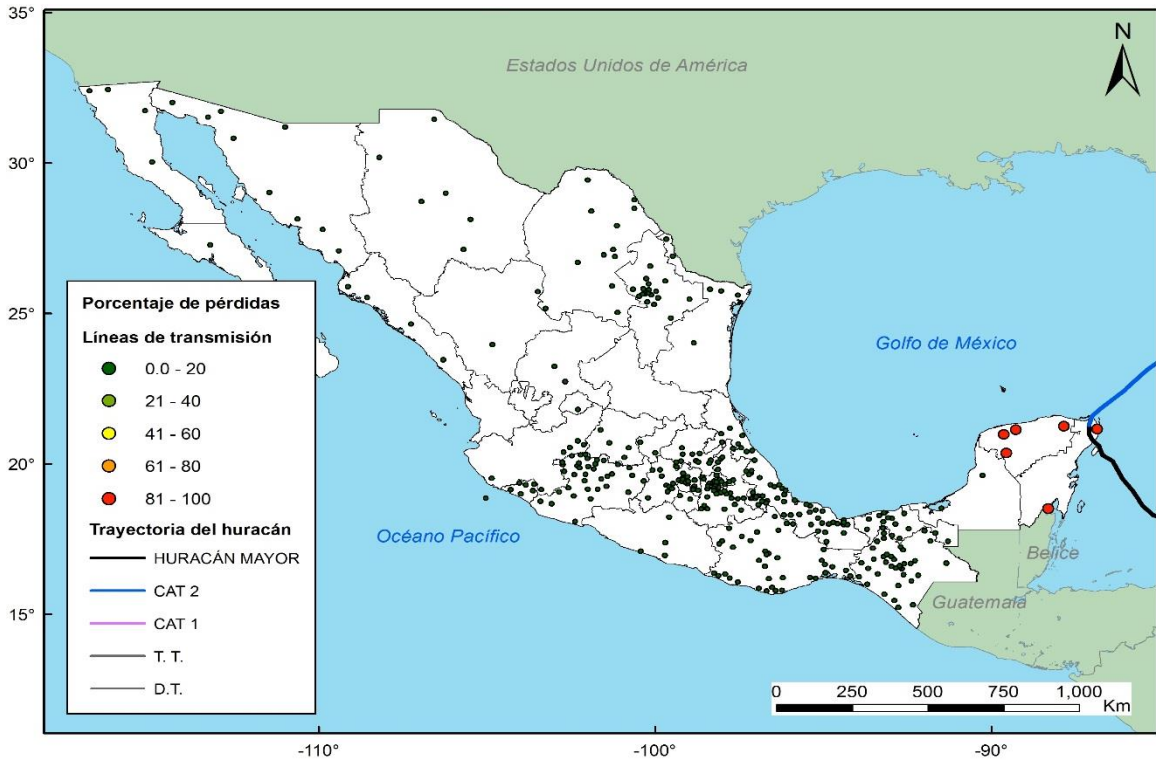 35°
30°
25°
20°
15°
-110°
-100°
-90°
N
Estados Unidos de América
Golfo de México
Océano Pacífico
Belice
Guatemala
Porcentaje de pérdidas
Líneas de transmisión
0.0 - 20
21 - 40
41 - 60
61 - 80
81 - 100
Trayectoria del huracán
HURACÁN MAYOR
CAT 2
CAT 1
T. T.
D.T.
0 250 500 750 1,000
Km